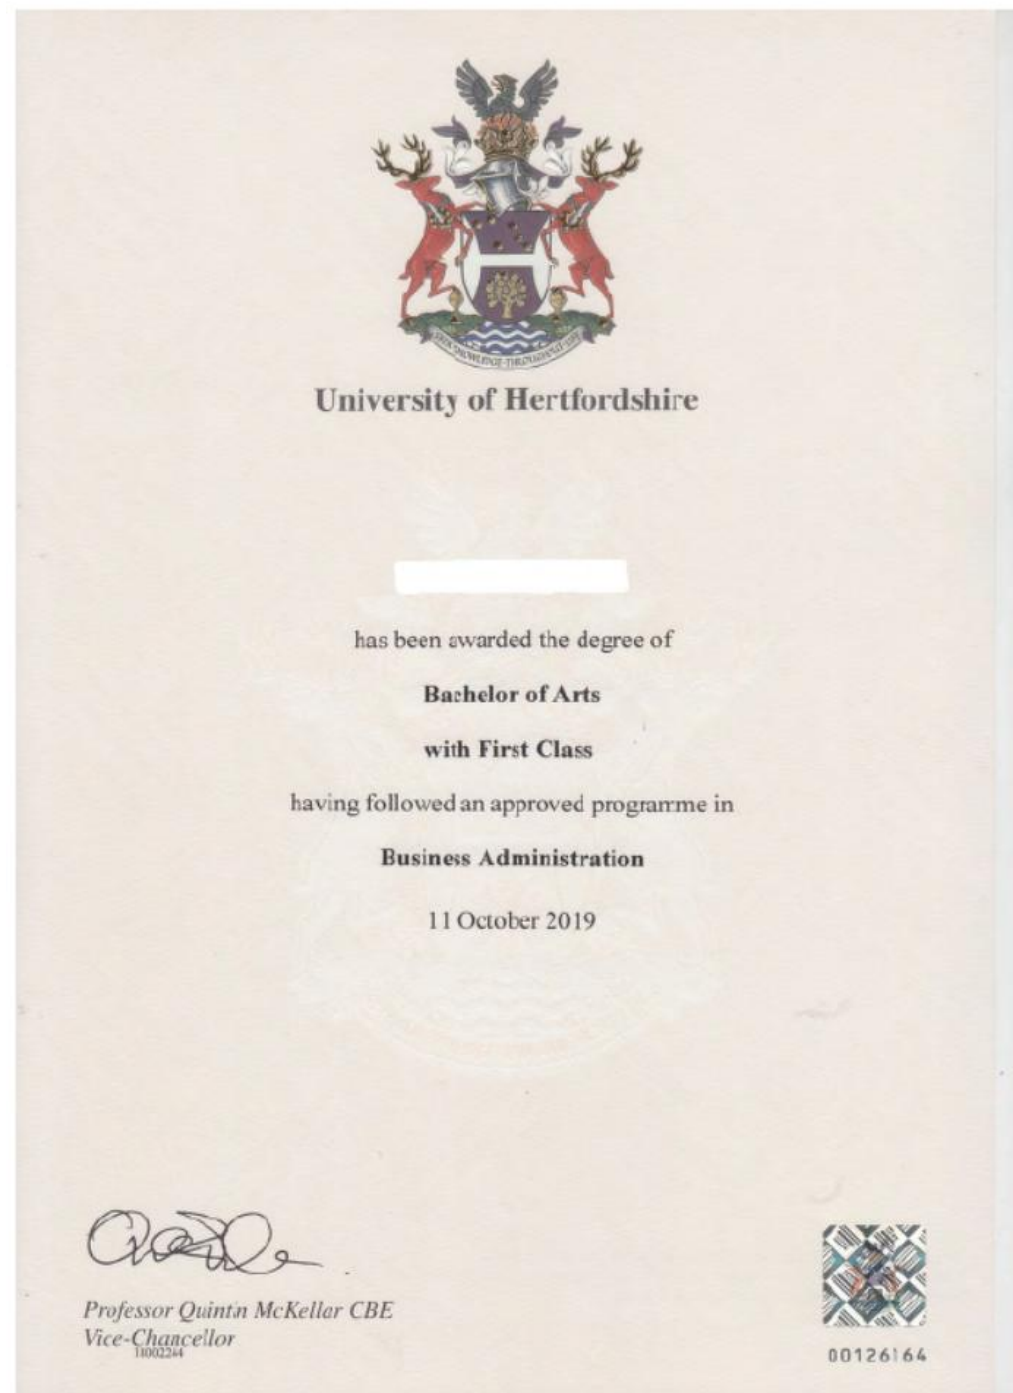 University of Hertfordshire
has been awarded the degree of
Bachelor of Arts
with First Class
having followed an approved programme in
Business Administration
11 October 2019
Professor Quintin McKellar CBE
Vice-Chancellor
11002244
00126164